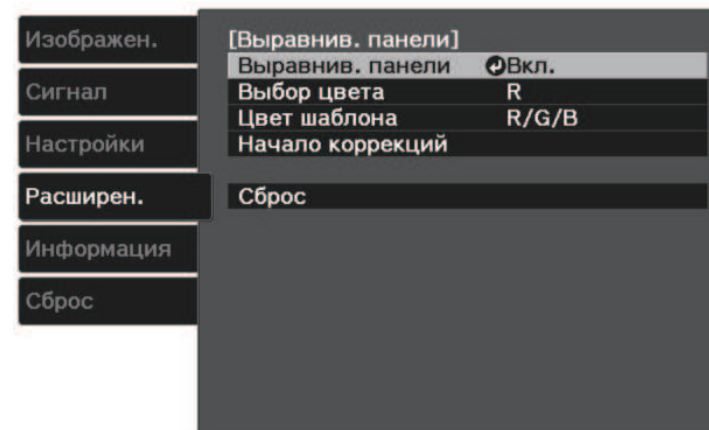 Изображен.
Сигнал
Настройки
Расширен.
Информация
Сброс
[Выравнив. панели]
Выравнив. панели Вкл.
Выбор цвета R
Цвет шаблона R/G/B
Начало коррекций
Сброс